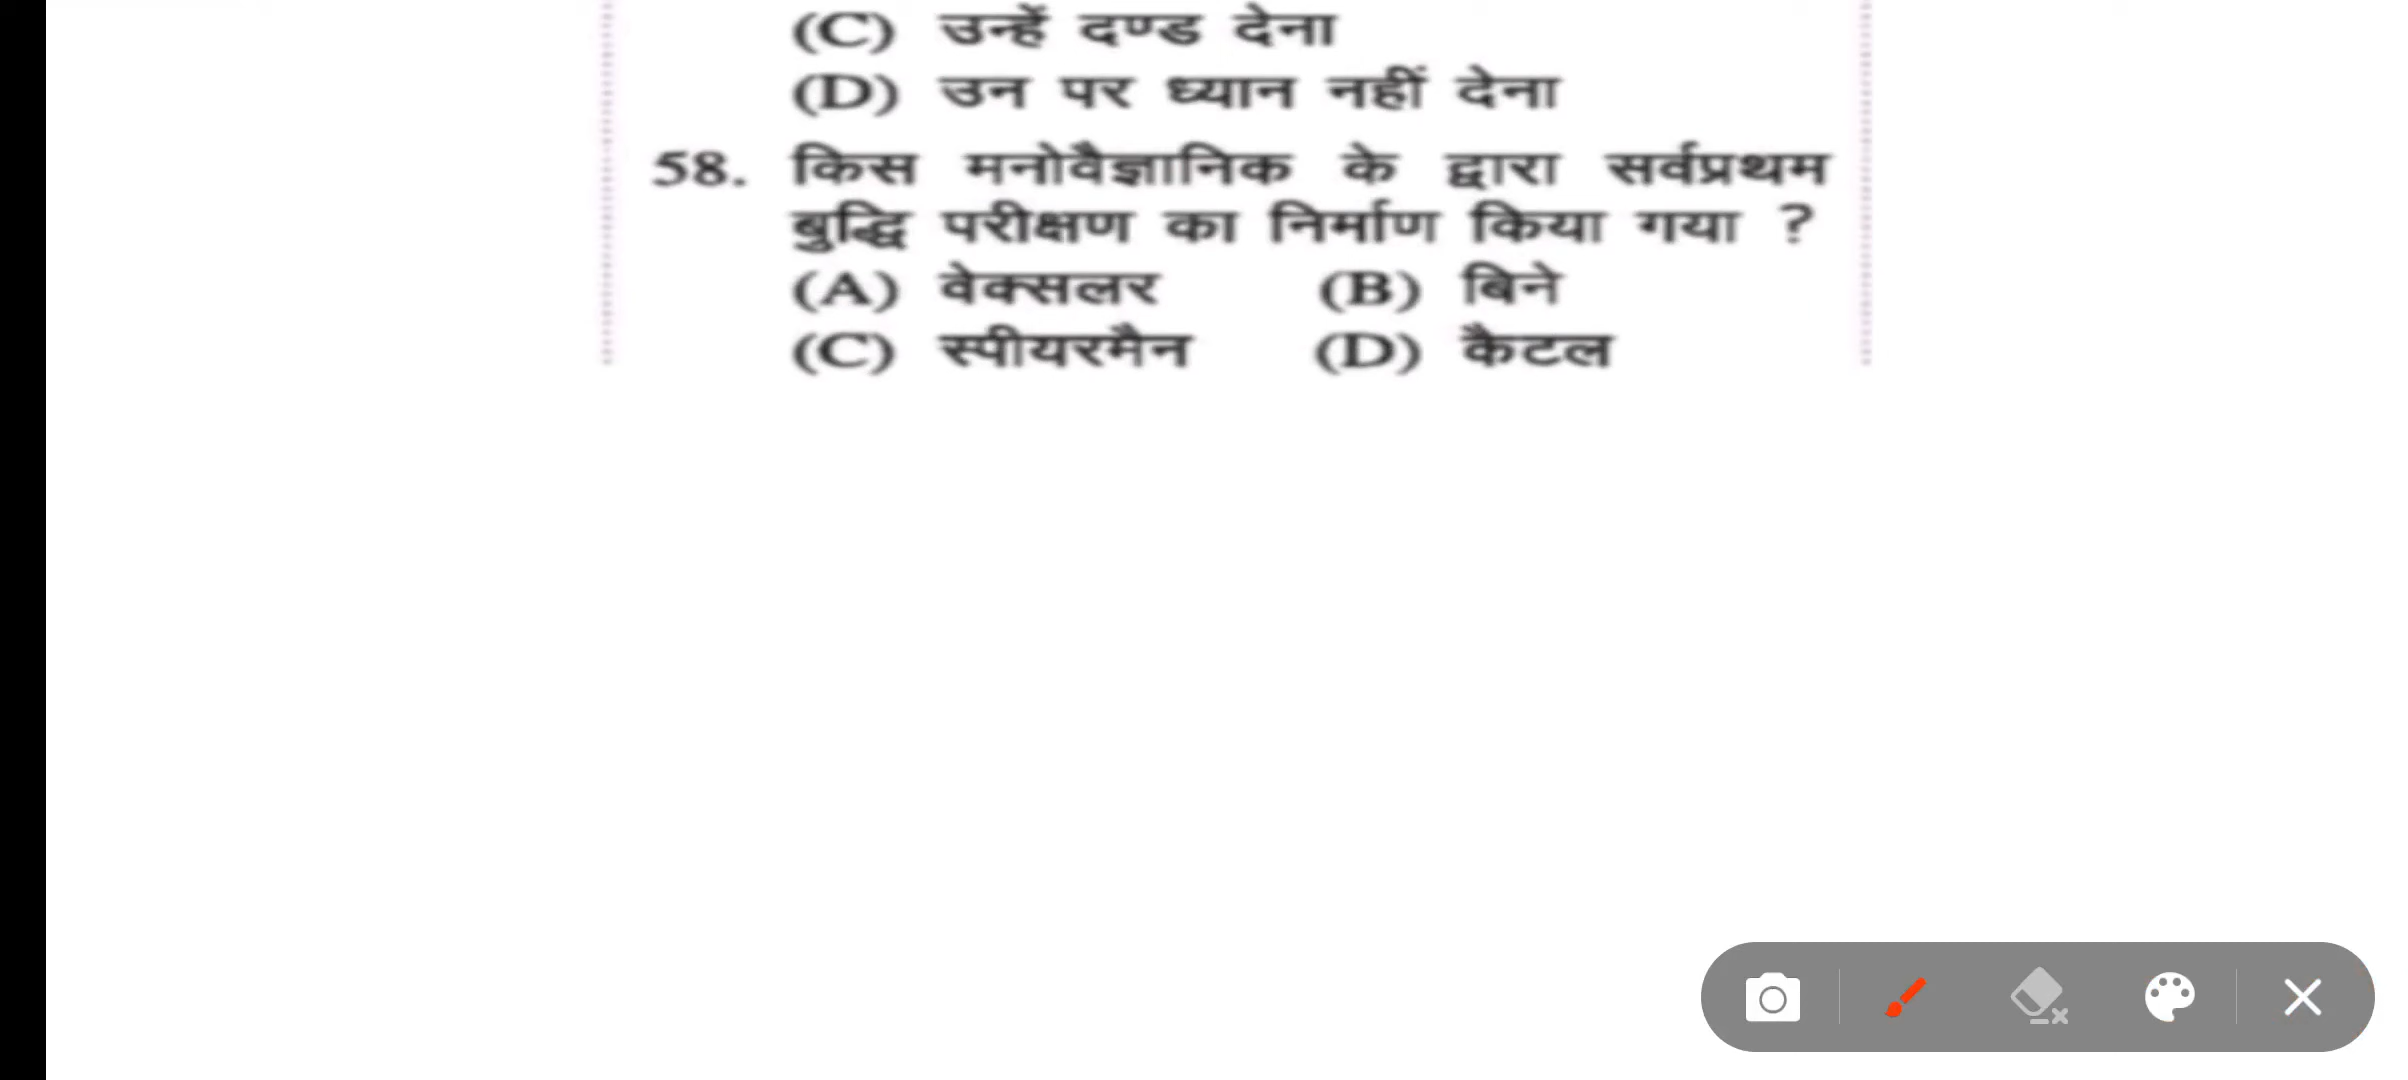 (C) उन्हें दण्ड देना
(D) उन पर ध्यान नहीं देना
58. किस मनोवैज्ञानिक के द्वारा सर्वप्रथम
बुद्धि परीक्षण का निर्माण किया गया ?
(A) वेक्सलर (B) बिने
(C) स्पीयरमैन (D) कैटल